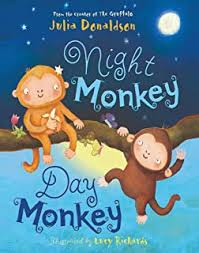 From the creator of The Gruffalo
Julia Donaldson
Night
Monkey
Day
Monkey
Illustrated by Lucy Richards